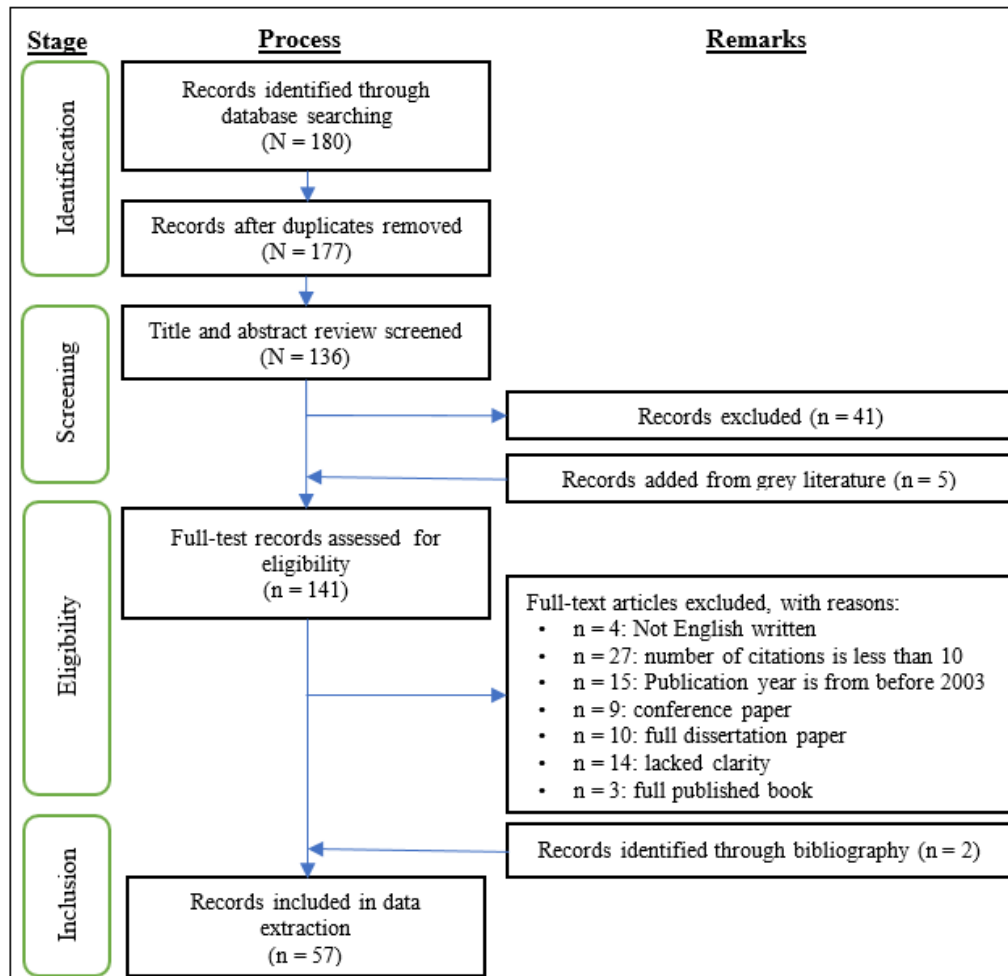 Stage
Process
Remarks
Identification
Records identified through
database searching
(N = 180)
Records after duplicates removed
(N = 177)
Screening
Title and abstract review screened
(N = 136)
Records excluded (n = 41)
Records added from grey literature (n = 5)
Eligibility
Full-test records assessed for
eligibility
(n = 141)
Full-text articles excluded, with reasons:
• n = 4: Not English written
• n = 27: number of citations is less than 10
• n = 15: Publication year is from before 2003
• n = 9: conference paper
• n = 10: full dissertation paper
• n = 14: lacked clarity
• n = 3: full published book
Inclusion
Records identified through bibliography (n = 2)
Records included in data
extraction
(n = 57)